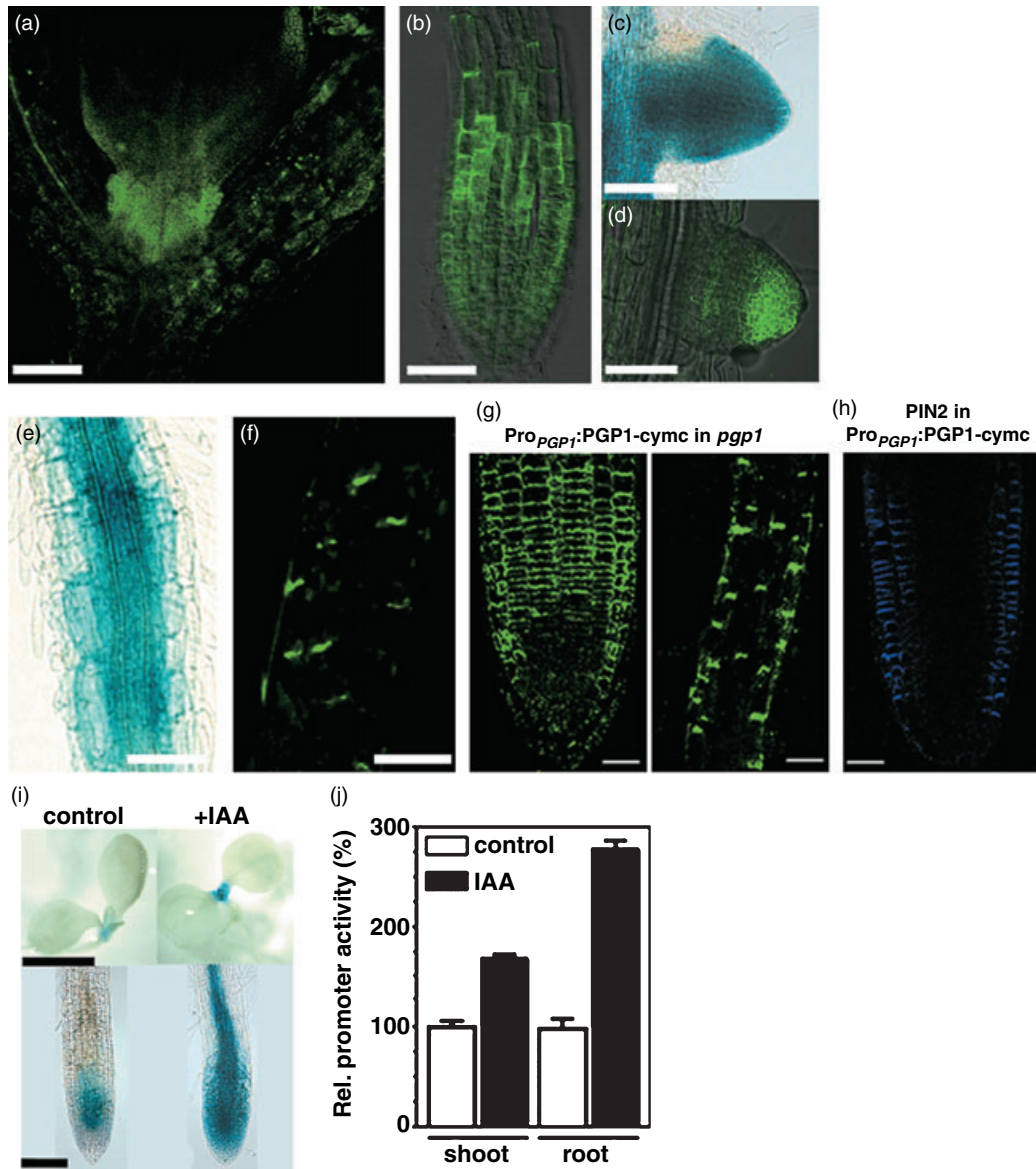 (a)
(b)
(c)
(d)
(e)
(f)
(g)
ProPGP1:PGP1-cymc in pgp1
(h)
PIN2 in
ProPGP1:PGP1-cymc
(i)
control
+IAA
(j)
Rel. promoter activity (%)
300
200
100
0
control
IAA
shoot
root